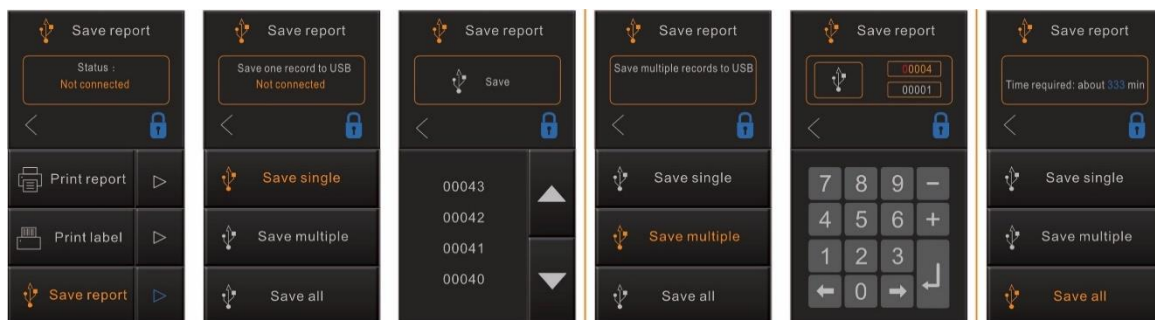 Save report
Status :
Not connected
Print report
Print label
Save report
Save report
Save one record to USB
Not connected
Save single
Save multiple
Save all
Save report
Save
00043
00042
00041
00040
Save report
Save multiple records to USB
Save single
Save multiple
Save all
Save report
00004
00001
7 8 9 −
4 5 6 +
1 2 3
0
Save report
Time required: about 333 min
Save single
Save multiple
Save all